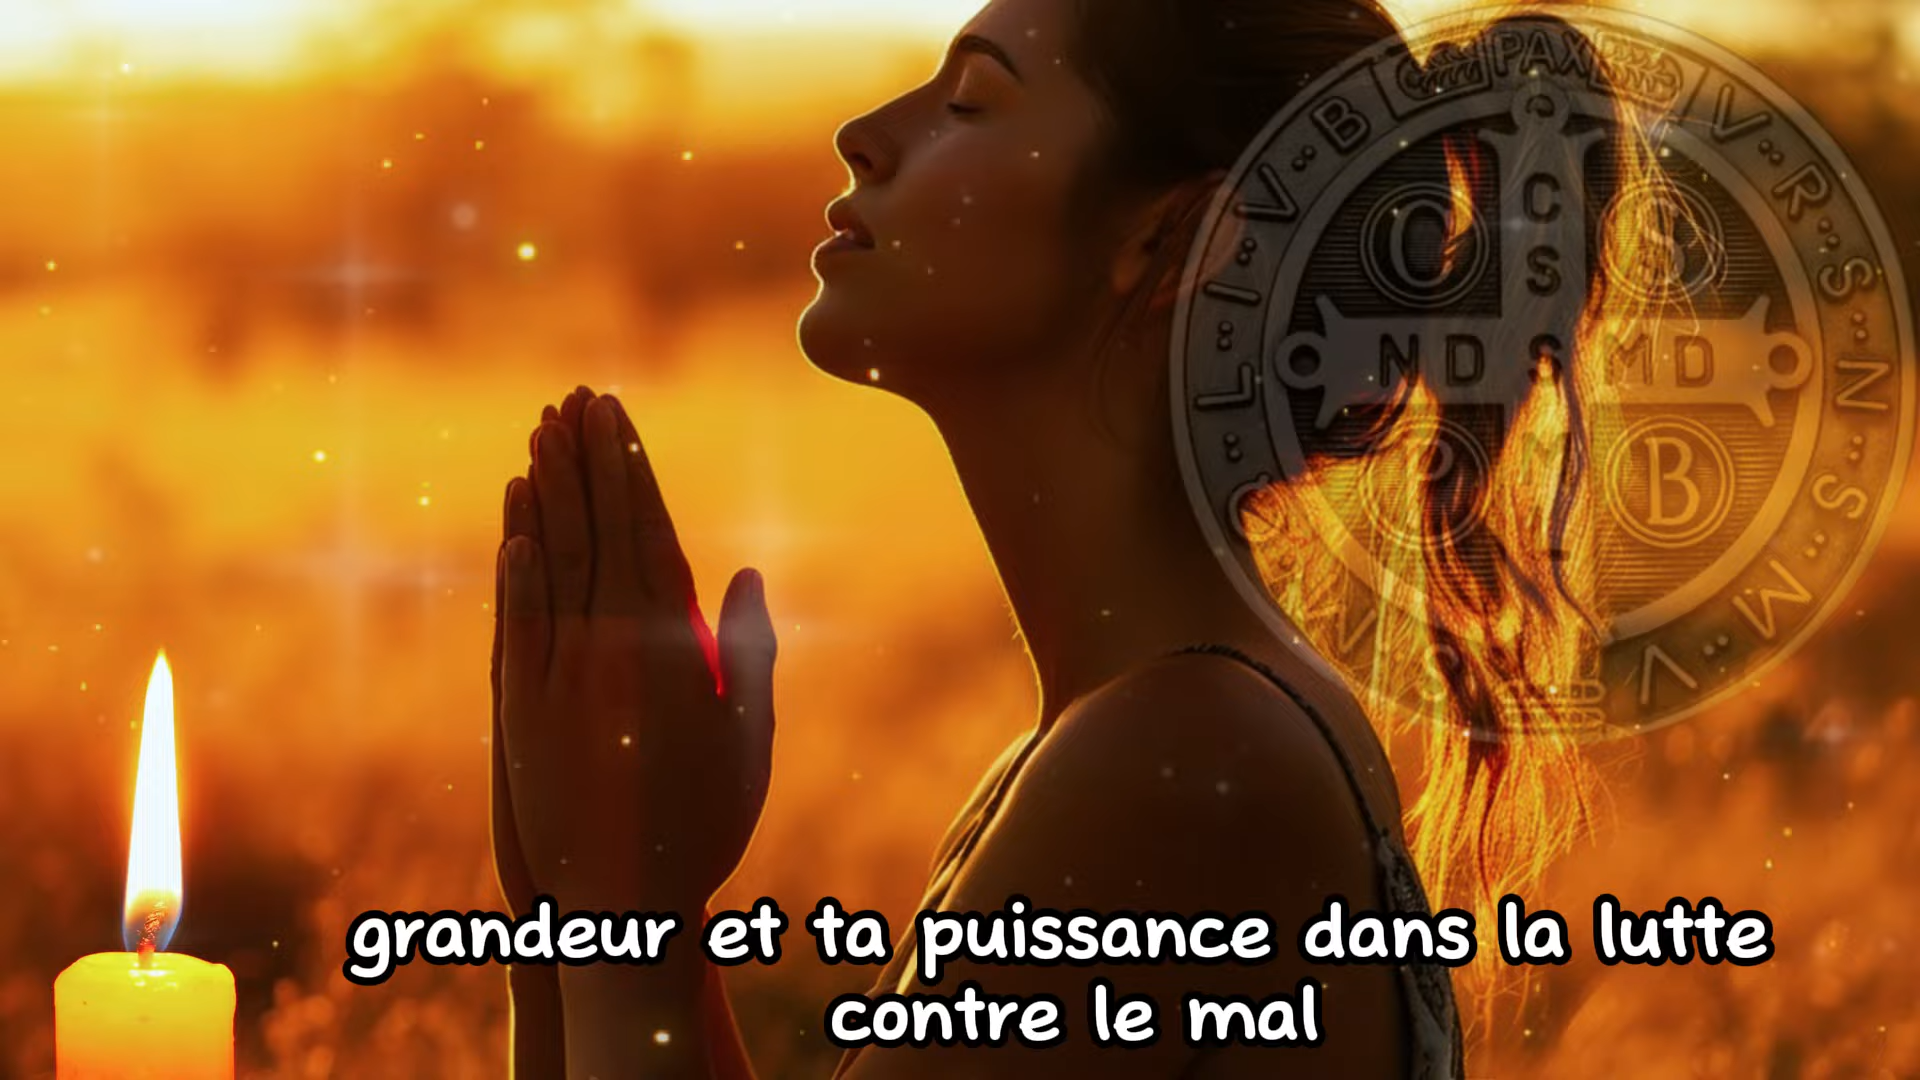 PAX
V R S N S M V
L I V B
C S
C
S
N D S M D
P B
grandeur et ta puissance dans la lutte
contre le mal